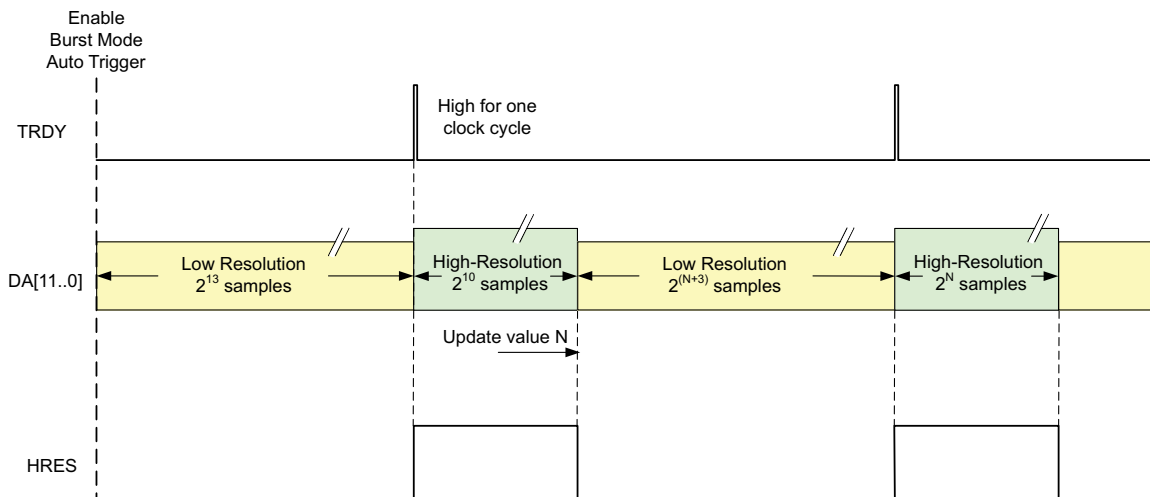 Enable
Burst Mode
Auto Trigger
TRDY
High for one
clock cycle
DA[11..0]
Low Resolution
2^13 samples
High-Resolution
2^10 samples
Low Resolution
2^(N+3) samples
High-Resolution
2^N samples
Update value N
HRES